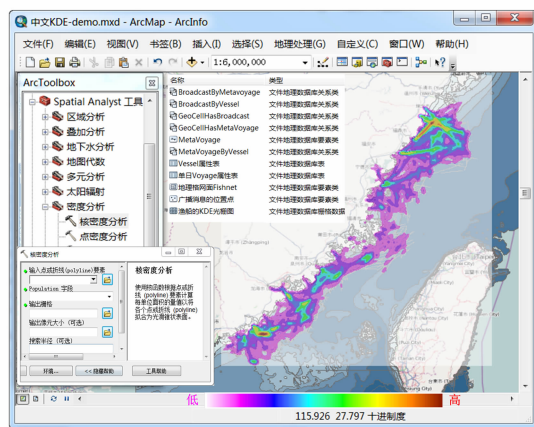 中文KDE-demo.mxd - ArcMap - ArcInfo
文件(F) 编辑(E) 视图(V) 书签(B) 插入(I) 选择(S) 地理处理(G) 自定义(C) 窗口(W) 帮助(H)
1:6,000,000
ArcToolbox
Spatial Analyst 工具
区域分析
叠加分析
地下水分析
地图代数
多元分析
太阳辐射
密度分析
核密度分析
点密度分析
名称 类型
BroadcastByMetavoyage 文件地理数据库关系类
BroadcastByVessel 文件地理数据库关系类
GeoCellHasBroadcast 文件地理数据库关系类
GeoCellHasMetaVoyage 文件地理数据库关系类
MetaVoyage 文件地理数据库要素类
MetaVoyageByVessel 文件地理数据库关系类
Vessel属性表 文件地理数据库表
单日Voyage属性表 文件地理数据库表
地理格网面Fishnet 文件地理数据库要素类
广播消息的位置点 文件地理数据库要素类
渔船的KDE光栅图 文件地理数据库栅格数据
核密度分析
输入点或折线(polyline)要素
Population 字段
输出栅格
输出像元大小 (可选)
搜索半径 (可选)
环境...
<< 隐藏帮助
工具帮助
核密度分析
使用核函数根据点或折
线 (polyline) 要素计算
每单位面积的量值以将
各个点或折线 (polyline)
拟合为光滑锥状表面。
低
高
115.926 27.797 十进制度